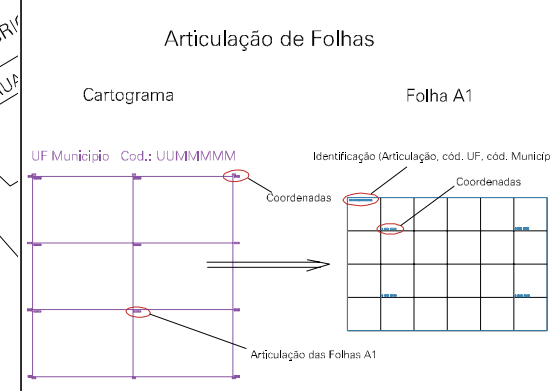 Articulação de Folhas
Cartograma
Folha A1
UF Municipio Cod.: UUMMMMM
Identificação (Articulação, cód. UF, cód. Municíp
Coordenadas
Coordenadas
Articulação das Folhas A1